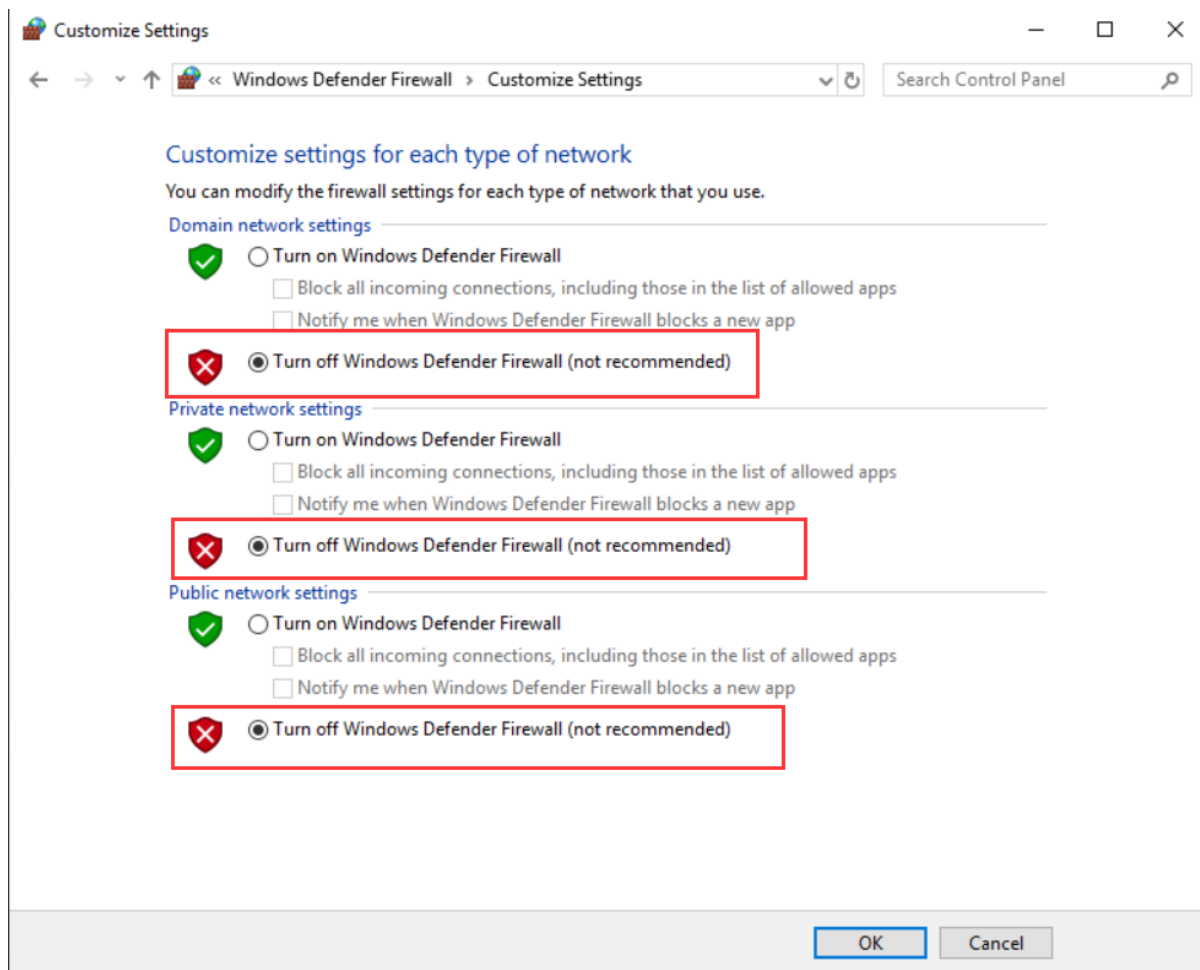 Customize Settings
« Windows Defender Firewall > Customize Settings
Search Control Panel
Customize settings for each type of network
You can modify the firewall settings for each type of network that you use.
Domain network settings
Turn on Windows Defender Firewall
Block all incoming connections, including those in the list of allowed apps
Notify me when Windows Defender Firewall blocks a new app
Turn off Windows Defender Firewall (not recommended)
Private network settings
Turn on Windows Defender Firewall
Block all incoming connections, including those in the list of allowed apps
Notify me when Windows Defender Firewall blocks a new app
Turn off Windows Defender Firewall (not recommended)
Public network settings
Turn on Windows Defender Firewall
Block all incoming connections, including those in the list of allowed apps
Notify me when Windows Defender Firewall blocks a new app
Turn off Windows Defender Firewall (not recommended)
OK
Cancel